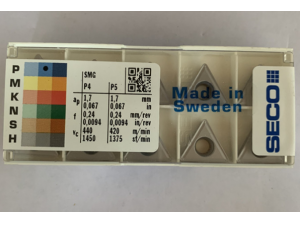 SMG
P4 P5
P M K N S H
ap 1,7 1,7 mm
0,067 0,067 in
f 0,24 0,24 mm/rev
0,0094 0,0094 in/rev
vc 440 420 m/min
1450 1375 sf/min
Made in
Sweden
SECO